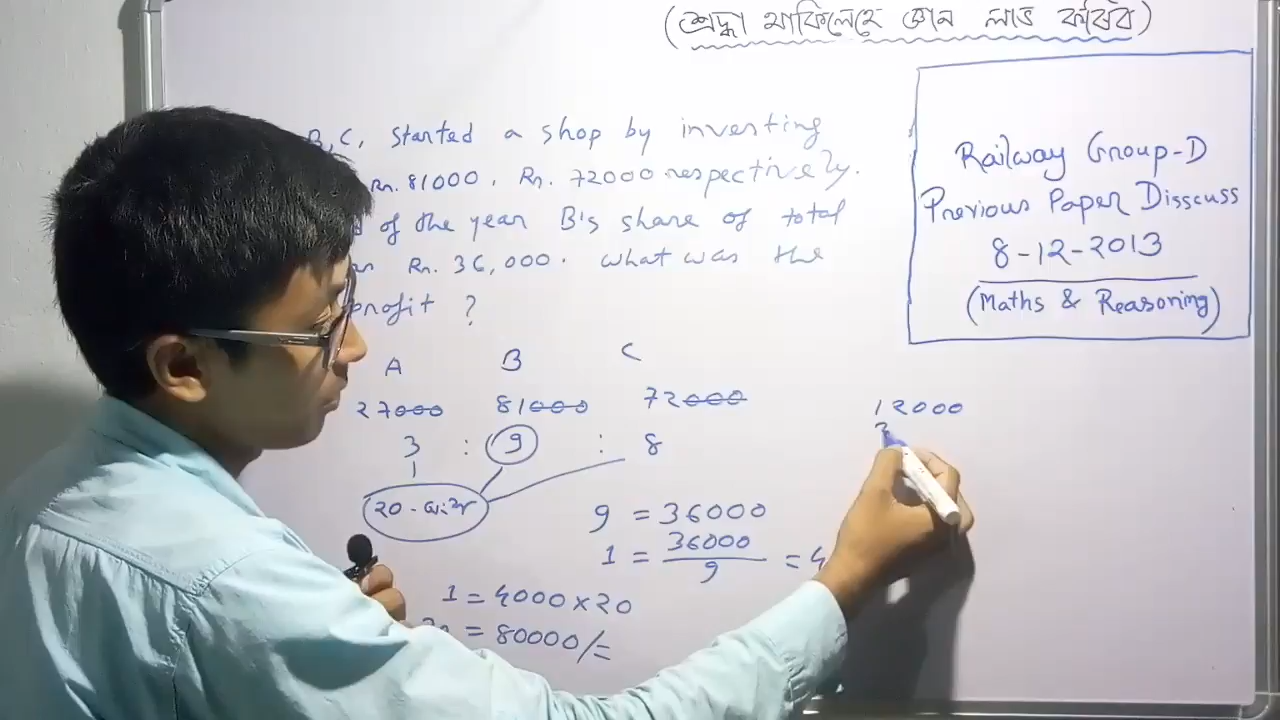 (শ্রদ্ধা থাকিলেহে জ্ঞান লাভ কৰিব)
B, C, started a shop by investing
Rs. 81000, Rs. 72000 respectively.
of the year B's share of total
Rs. 36,000. what was the
profit ?
A B C
27000 81000 72000
3 : 9 : 8
20 -
9 = 36000
1 = 36000/9 = 4
1 = 4000 x 20
20 = 80000/=
12000
3
Railway Group-D
Previous Paper Disscuss
8-12-2013
(Maths & Reasoning)